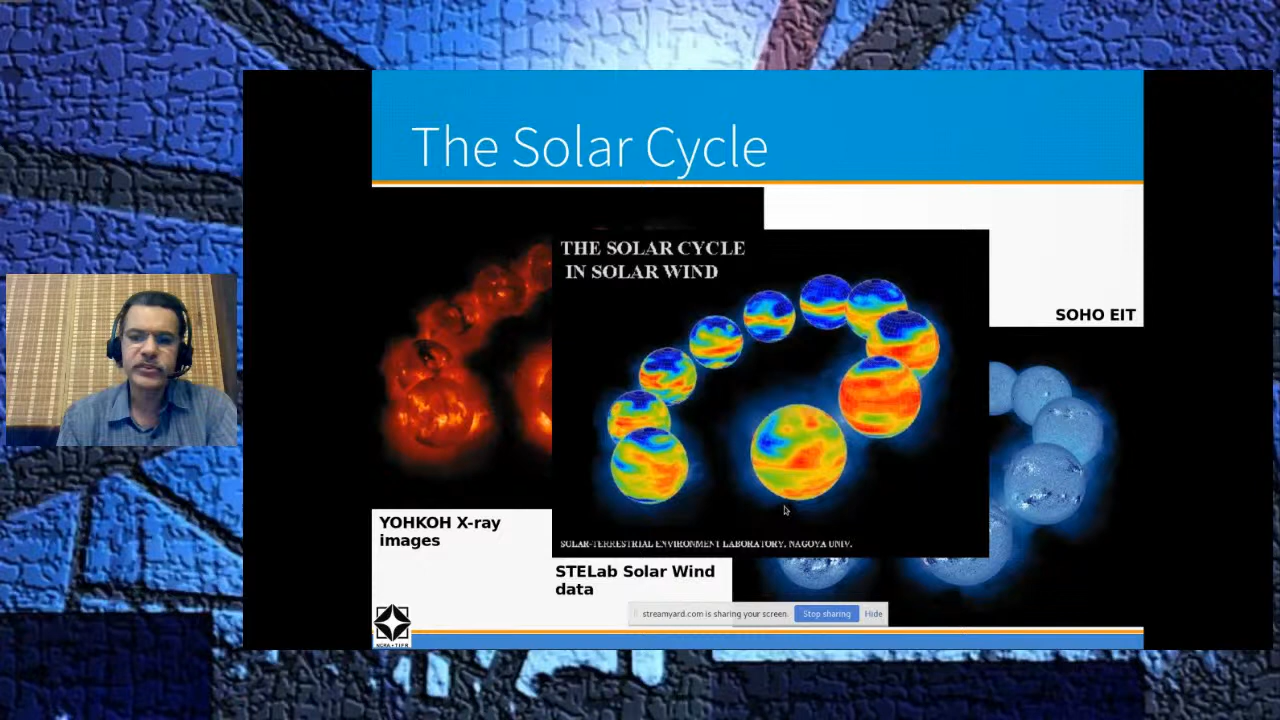 The Solar Cycle
THE SOLAR CYCLE
IN SOLAR WIND
SOHO EIT
YOHKOH X-ray
images
SOLAR-TERRESTRIAL ENVIRONMENT LABORATORY, NAGOYA UNIV.
STELab Solar Wind
data
streamyard.com is sharing your screen.
Stop sharing
Hide